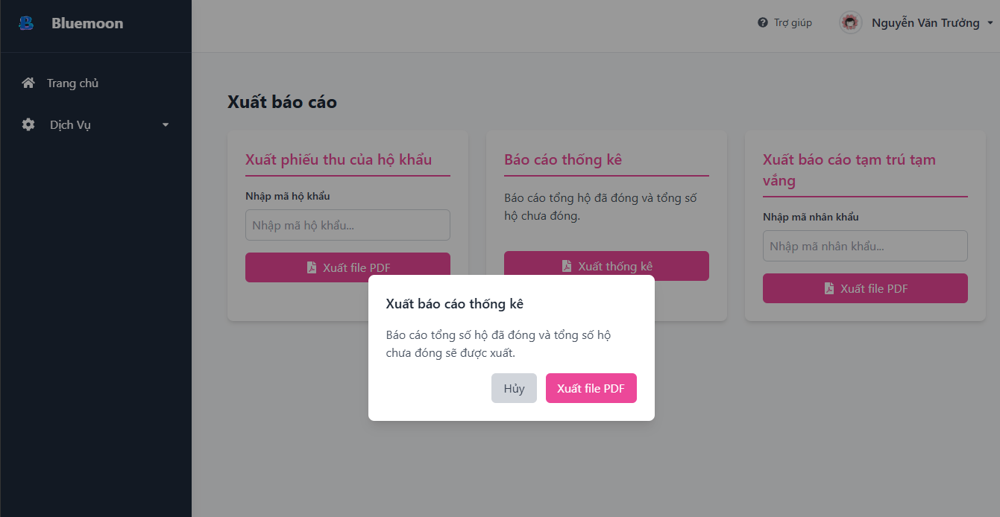 Bluemoon
Trợ giúp
Nguyễn Văn Trưởng
Trang chủ
Dịch Vụ
Xuất báo cáo
Xuất phiếu thu của hộ khẩu
Nhập mã hộ khẩu
Nhập mã hộ khẩu...
Xuất file PDF
Báo cáo thống kê
Báo cáo tổng hộ đã đóng và tổng số
hộ chưa đóng.
Xuất thống kê
Xuất báo cáo tạm trú tạm
vắng
Nhập mã nhân khẩu
Nhập mã nhân khẩu...
Xuất file PDF
Xuất báo cáo thống kê
Báo cáo tổng số hộ đã đóng và tổng số hộ
chưa đóng sẽ được xuất.
Hủy
Xuất file PDF